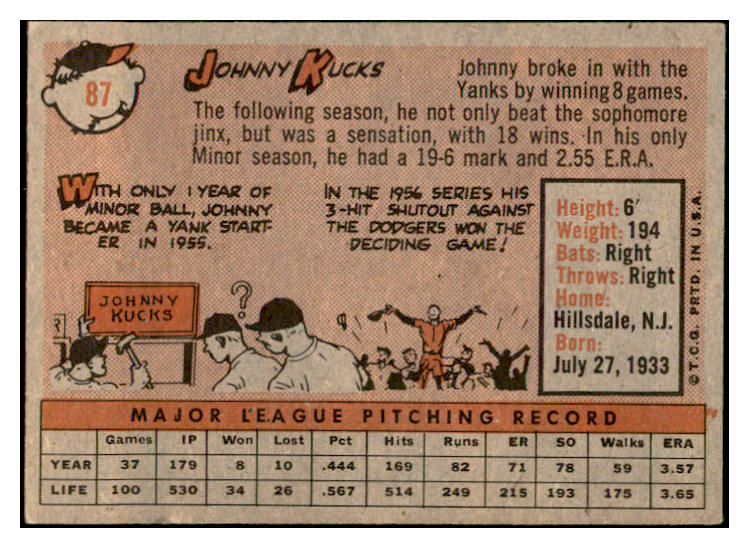 87
JOHNNY KUCKS
Johnny broke in with the
Yanks by winning 8 games.
The following season, he not only beat the sophomore
jinx, but was a sensation, with 18 wins. In his only
Minor season, he had a 19-6 mark and 2.55 E.R.A.
WITH ONLY 1 YEAR OF
MINOR BALL, JOHNNY
BECAME A YANK START-
ER IN 1955.
IN THE 1956 SERIES HIS
3-HIT SHUTOUT AGAINST
THE DODGERS WON THE
DECIDING GAME!
JOHNNY
KUCKS
?
Height: 6'
Weight: 194
Bats: Right
Throws: Right
Home:
Hillsdale, N.J.
Born:
July 27, 1933
© T.C.G. PRTD. IN U.S.A.
MAJOR LEAGUE PITCHING RECORD
Games IP Won Lost Pct Hits Runs ER SO Walks ERA
YEAR 37 179 8 10 .444 169 82 71 78 59 3.57
LIFE 100 530 34 26 .567 514 249 215 193 175 3.65